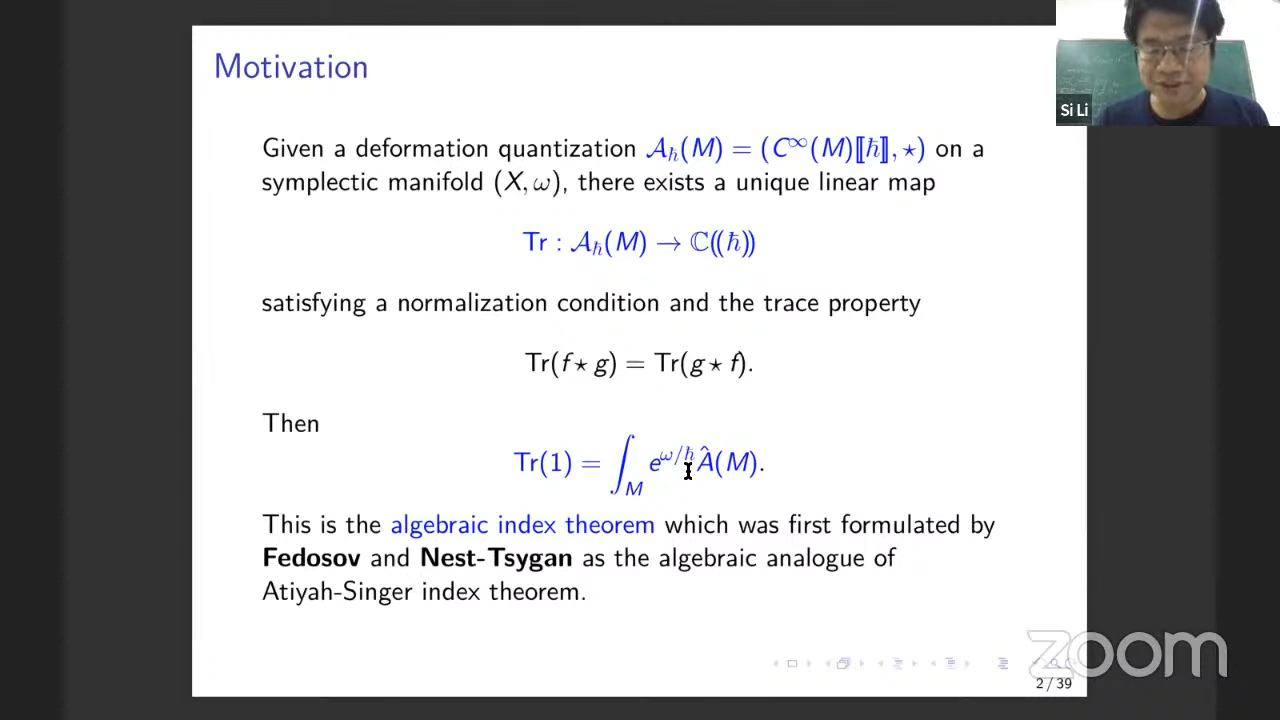 Motivation
Si Li
Given a deformation quantization 𝒜ℏ(M) = (C∞(M)⟦ℏ⟧, ⋆) on a
symplectic manifold (X, ω), there exists a unique linear map
Tr : 𝒜ℏ(M) → ℂ((ℏ))
satisfying a normalization condition and the trace property
Tr(f ⋆ g) = Tr(g ⋆ f).
Then
Tr(1) = ∫_M e^{ω/ℏ} Â(M).
This is the algebraic index theorem which was first formulated by
Fedosov and Nest-Tsygan as the algebraic analogue of
Atiyah-Singer index theorem.
zoom
2 / 39